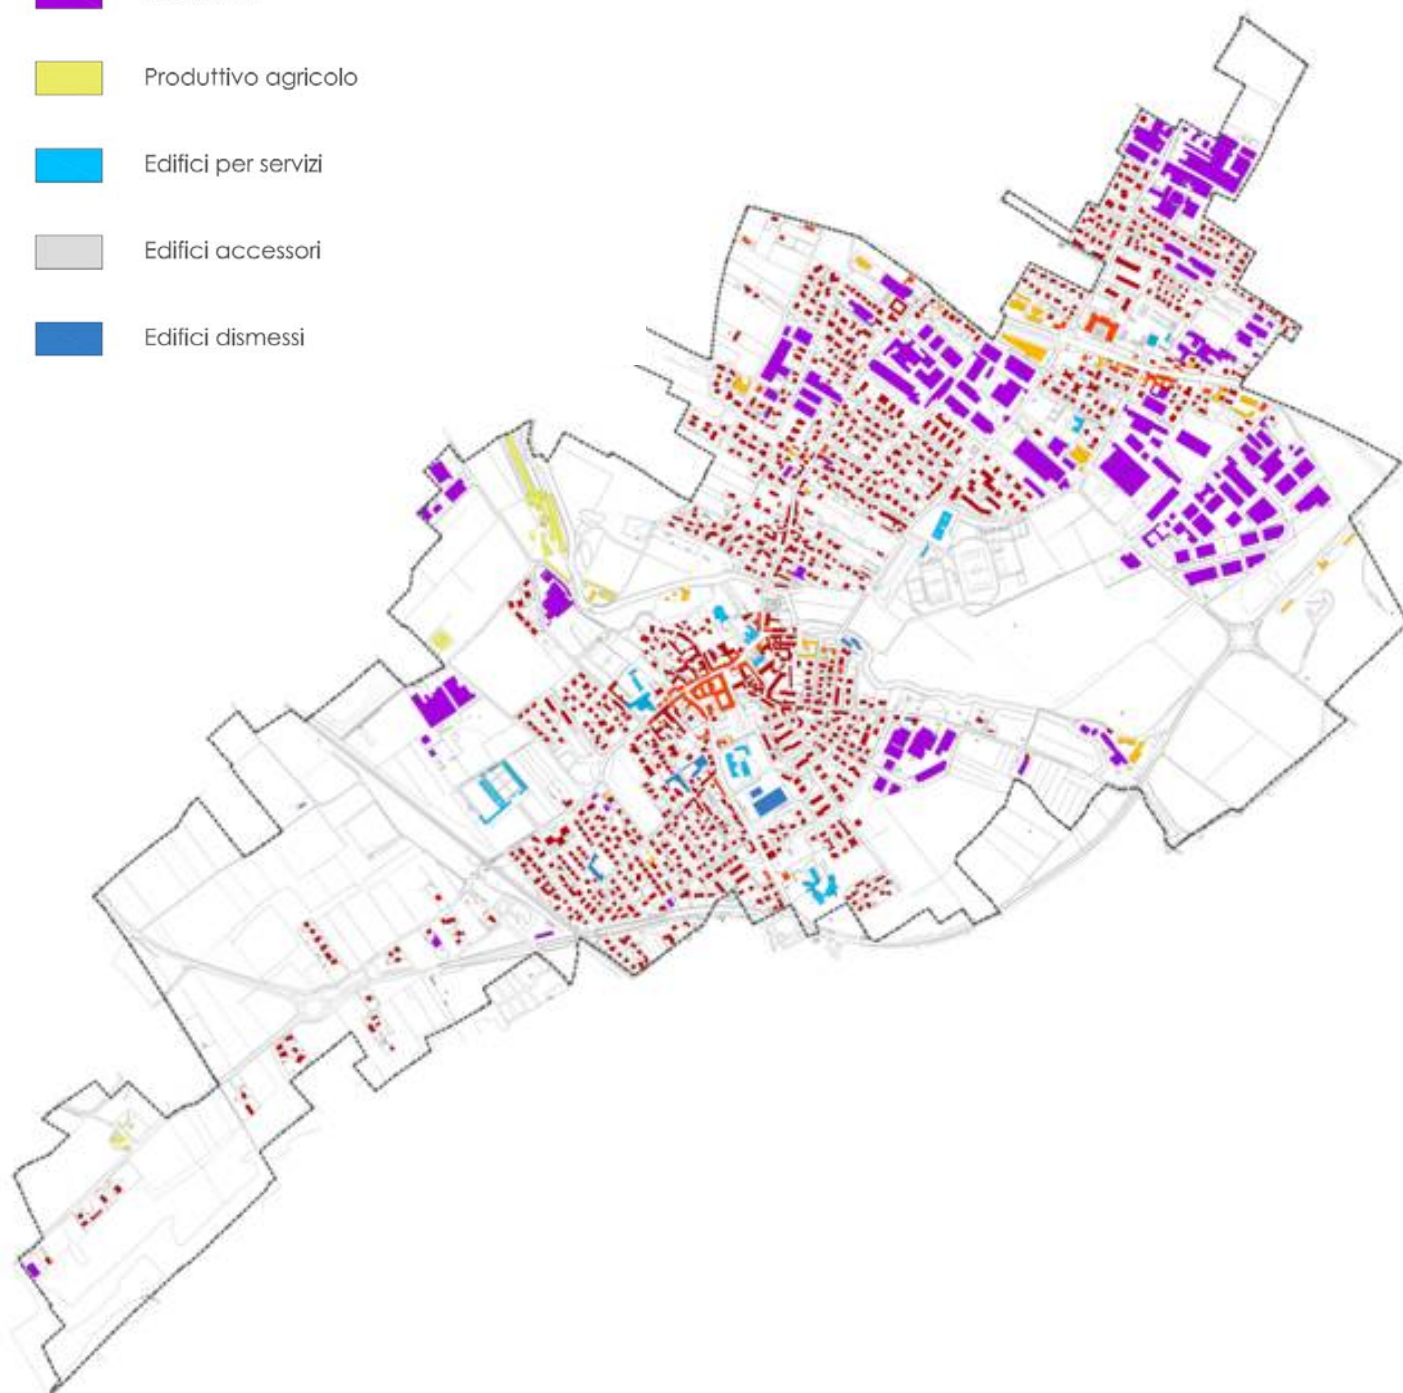 Produttivo agricolo
Edifici per servizi
Edifici accessori
Edifici dismessi